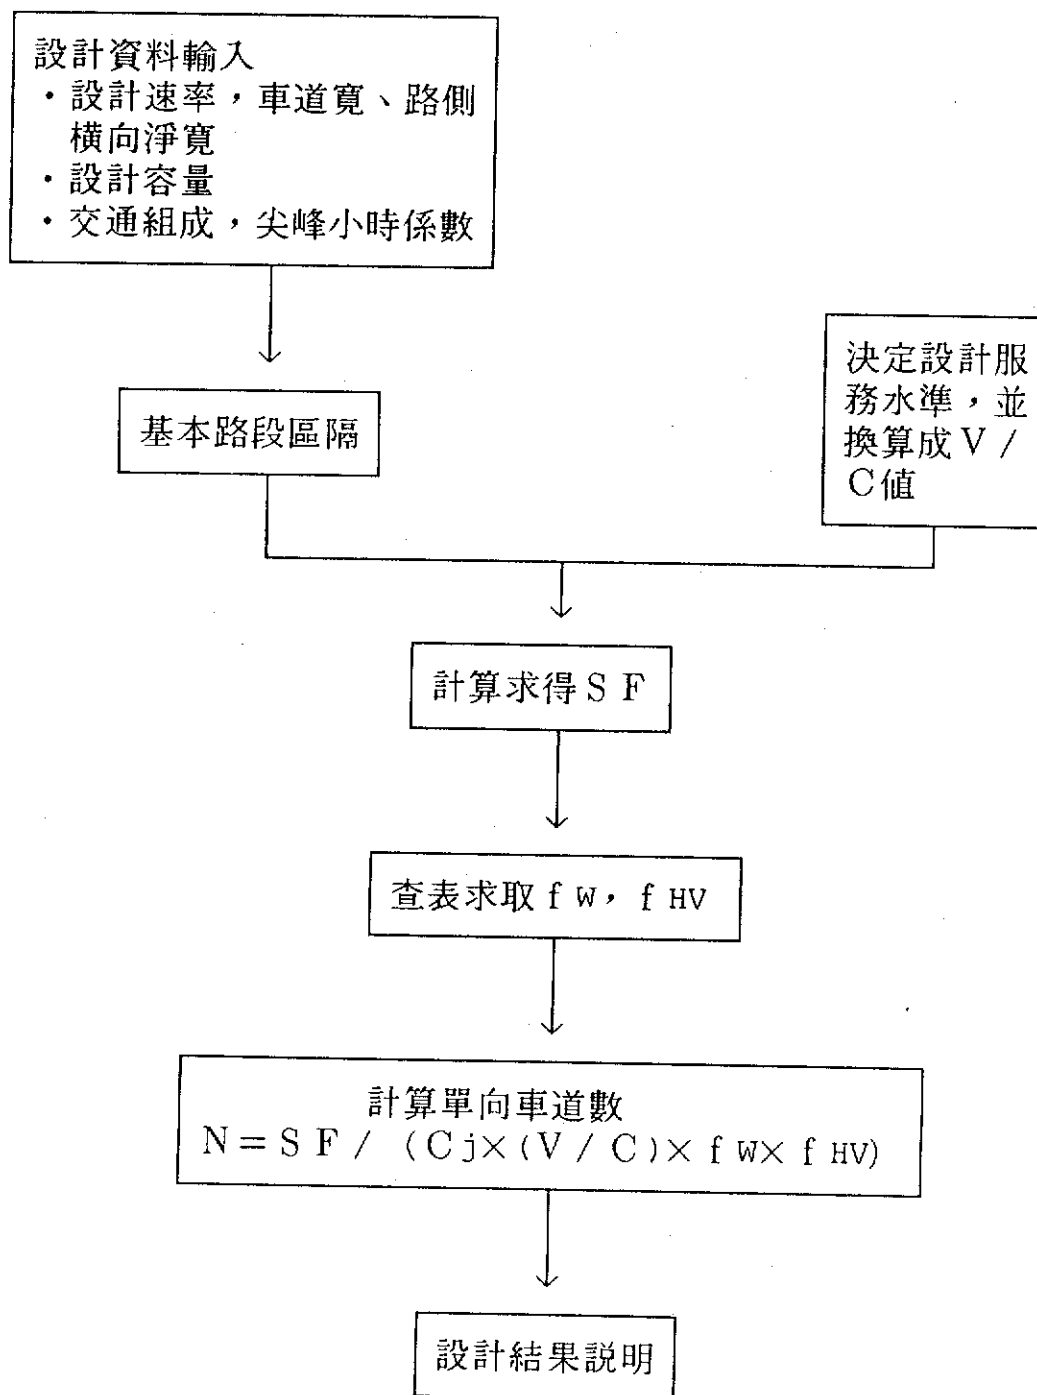 設計資料輸入
・設計速率，車道寬、路側
橫向淨寬
・設計容量
・交通組成，尖峰小時係數
基本路段區隔
決定設計服
務水準，並
換算成V/
C值
計算求得SF
查表求取fW，fHV
計算單向車道數
N=SF/(Cj×(V/C)×fW×fHV)
設計結果說明